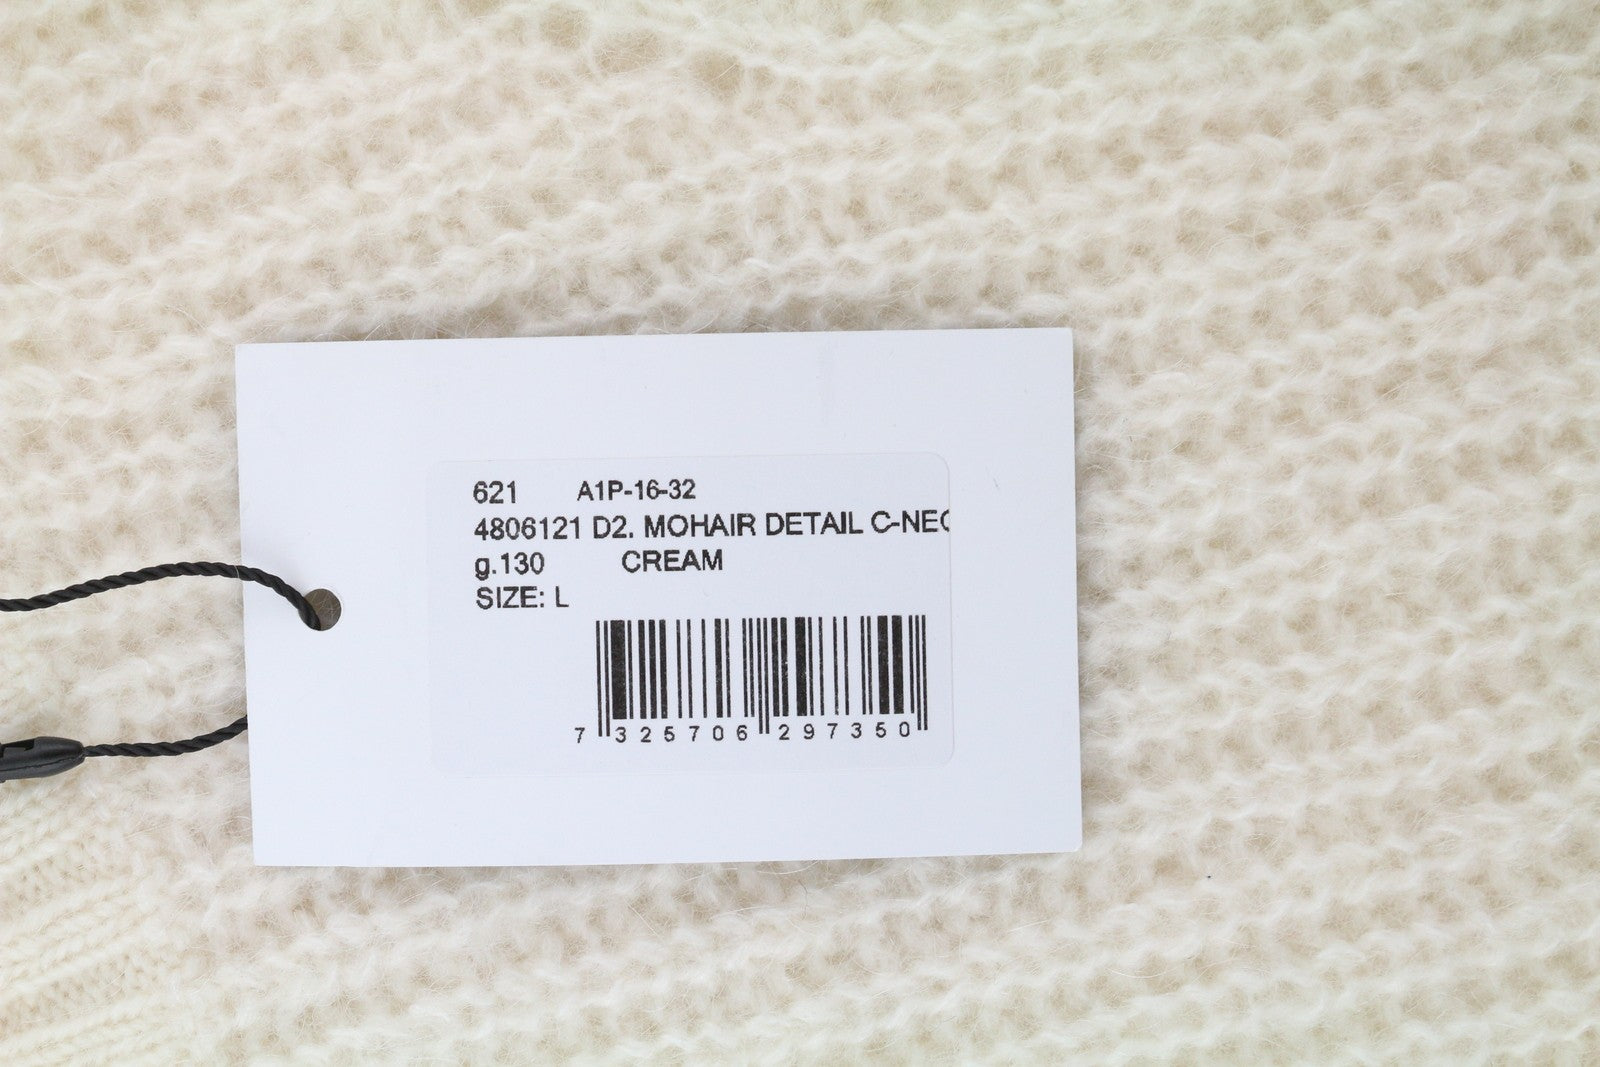 621 A1P-16-32
4806121 D2. MOHAIR DETAIL C-NEC
g.130 CREAM
SIZE: L
7 325706 297350